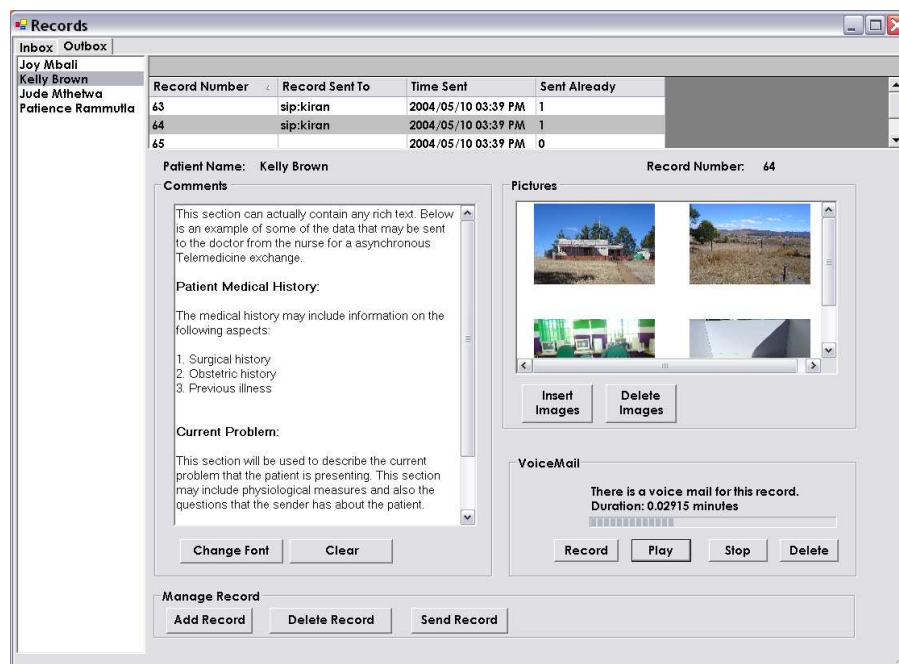 Records
Inbox Outbox
Joy Mbali
Kelly Brown
Jude Mthetwa
Patience Rammutla
Record Number Record Sent To Time Sent Sent Already
63 sip:kiran 2004/05/10 03:39 PM 1
64 sip:kiran 2004/05/10 03:39 PM 1
65 2004/05/10 03:39 PM 0
Patient Name: Kelly Brown
Record Number: 64
Comments
This section can actually contain any rich text. Below
is an example of some of the data that may be sent
to the doctor from the nurse for a asynchronous
Telemedicine exchange.
Patient Medical History:
The medical history may include information on the
following aspects:
1. Surgical history
2. Obstetric history
3. Previous illness
Current Problem:
This section will be used to describe the current
problem that the patient is presenting. This section
may include physiological measures and also the
questions that the sender has about the patient.
Change Font Clear
Pictures
Insert
Images
Delete
Images
VoiceMail
There is a voice mail for this record.
Duration: 0.02915 minutes
Record Play Stop Delete
Manage Record
Add Record Delete Record Send Record